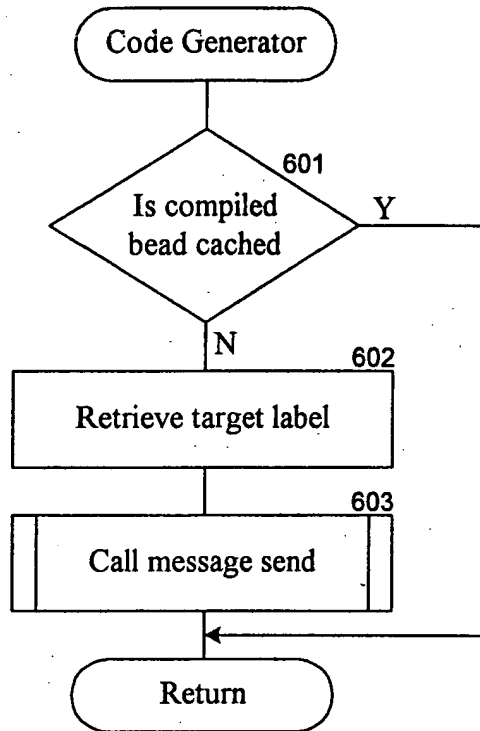 Code Generator
601
Is compiled
bead cached
Y
N
602
Retrieve target label
603
Call message send
Return